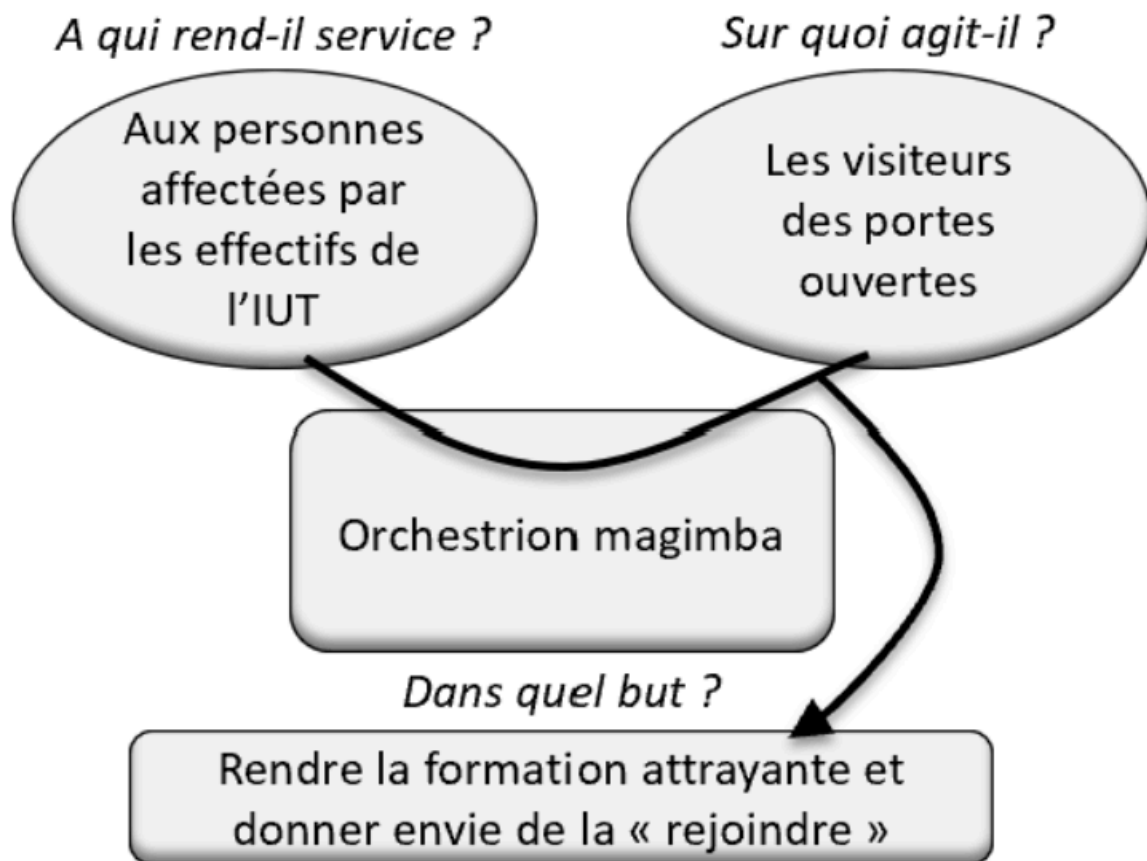 A qui rend-il service ?
Sur quoi agit-il ?
Aux personnes
affectées par
les effectifs de
l'IUT
Les visiteurs
des portes
ouvertes
Orchestrion magimba
Dans quel but ?
Rendre la formation attrayante et
donner envie de la « rejoindre »